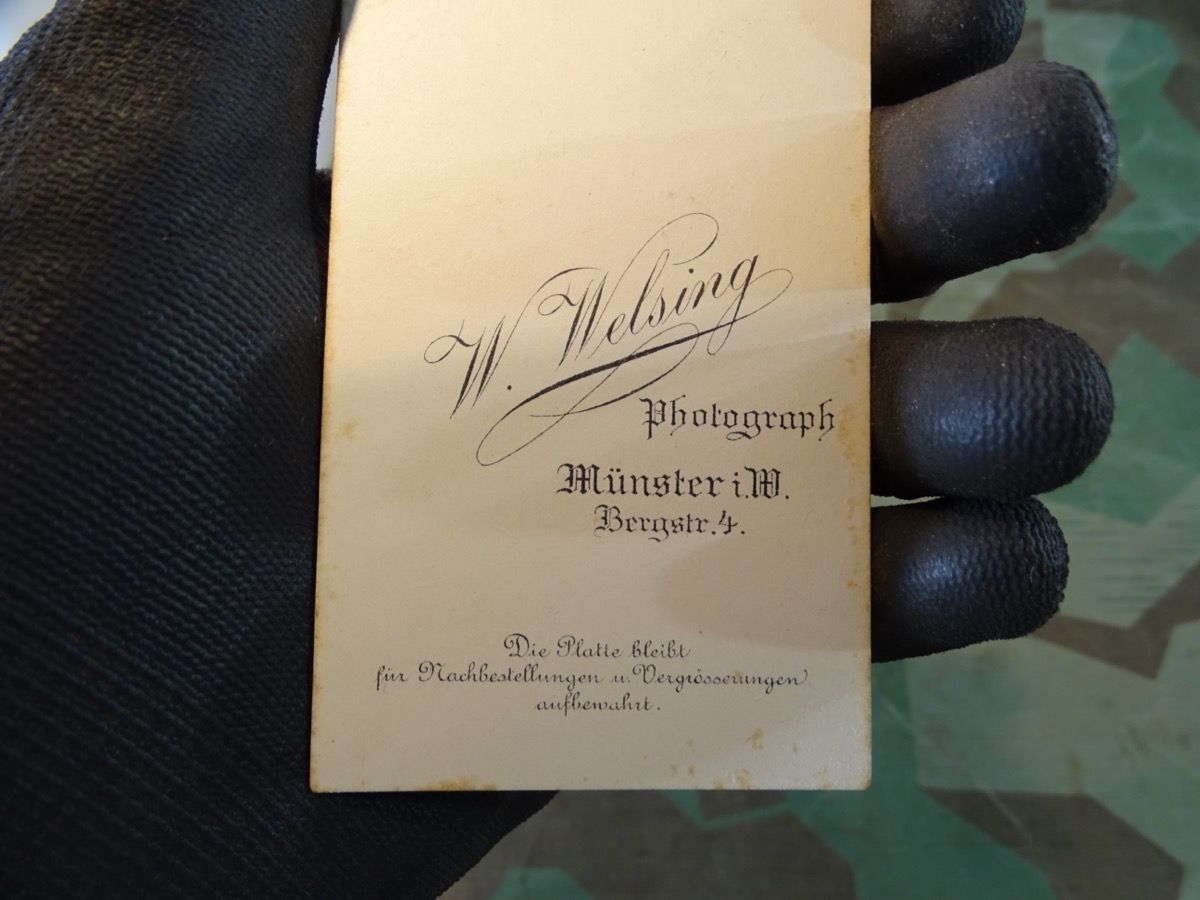 W. Welsing
Photograph
Münster i.W.
Bergstr. 4.
Die Platte bleibt
für Nachbestellungen u. Vergrösserungen
aufbewahrt.